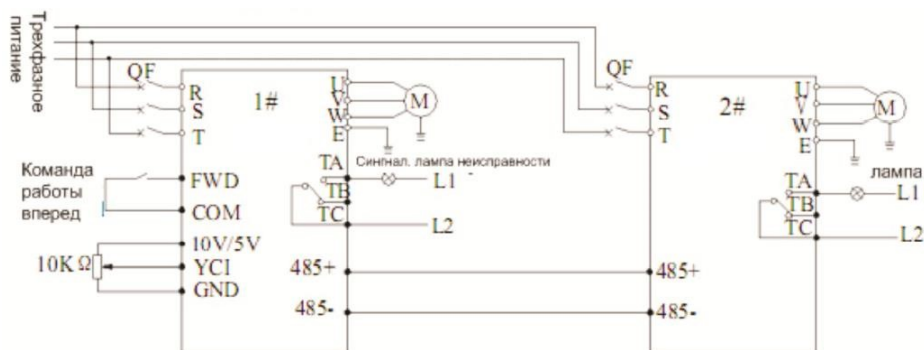 Трехфазное
питание
QF
R
S
T
1#
U
V
W
E
M
Команда
работы
вперед
FWD
COM
10V/5V
10K Ω
YCI
GND
TA
TB
TC
Сингнал. лампа неисправности
L1
L2
485+
485-
QF
R
S
T
2#
U
V
W
E
M
TA
TB
TC
лампа
L1
L2
485+
485-